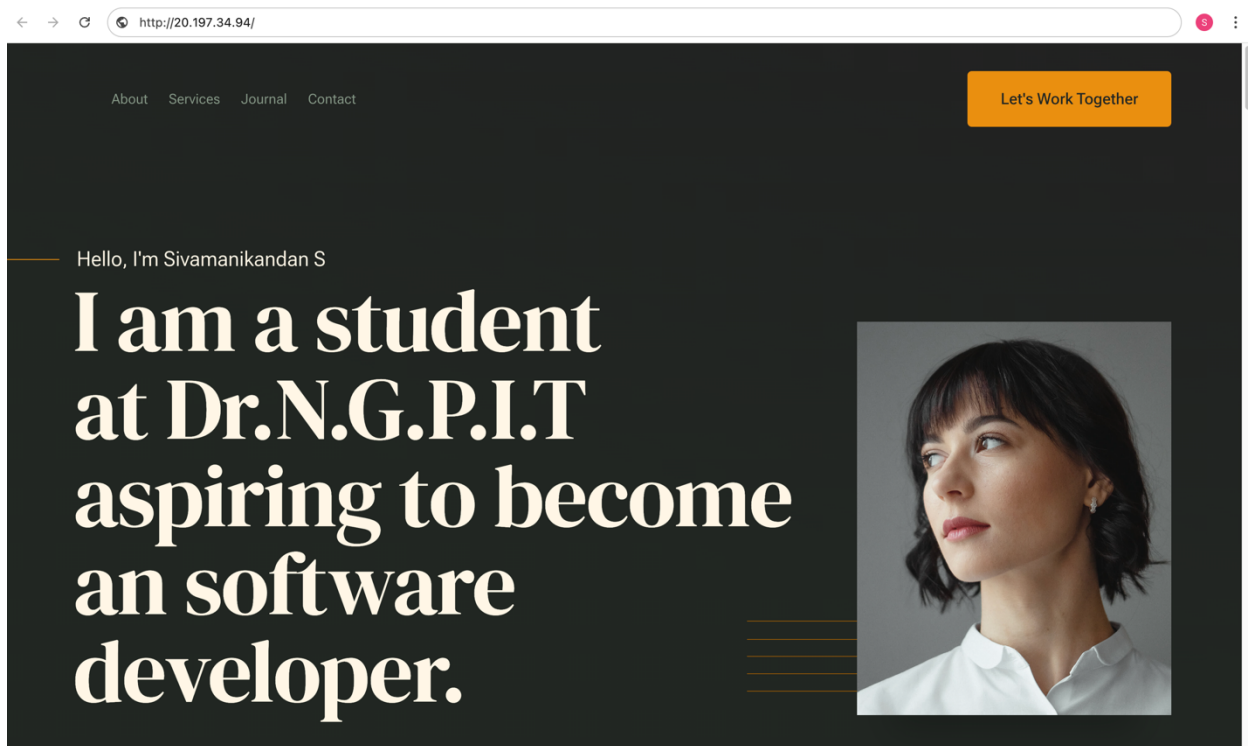 http://20.197.34.94/
S
About Services Journal Contact
Let's Work Together
Hello, I'm Sivamanikandan S
I am a student
at Dr.N.G.P.I.T
aspiring to become
an software
developer.